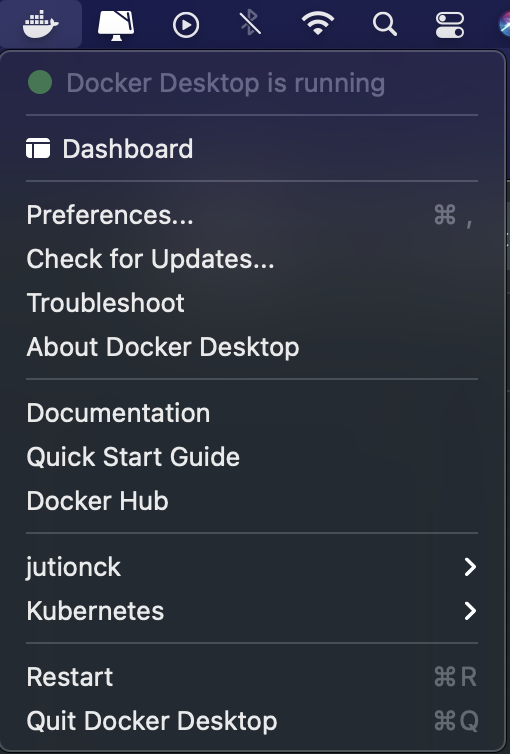 Docker Desktop is running
Dashboard
Preferences... ⌘ ,
Check for Updates...
Troubleshoot
About Docker Desktop
Documentation
Quick Start Guide
Docker Hub
jutionck
Kubernetes
Restart ⌘R
Quit Docker Desktop ⌘Q